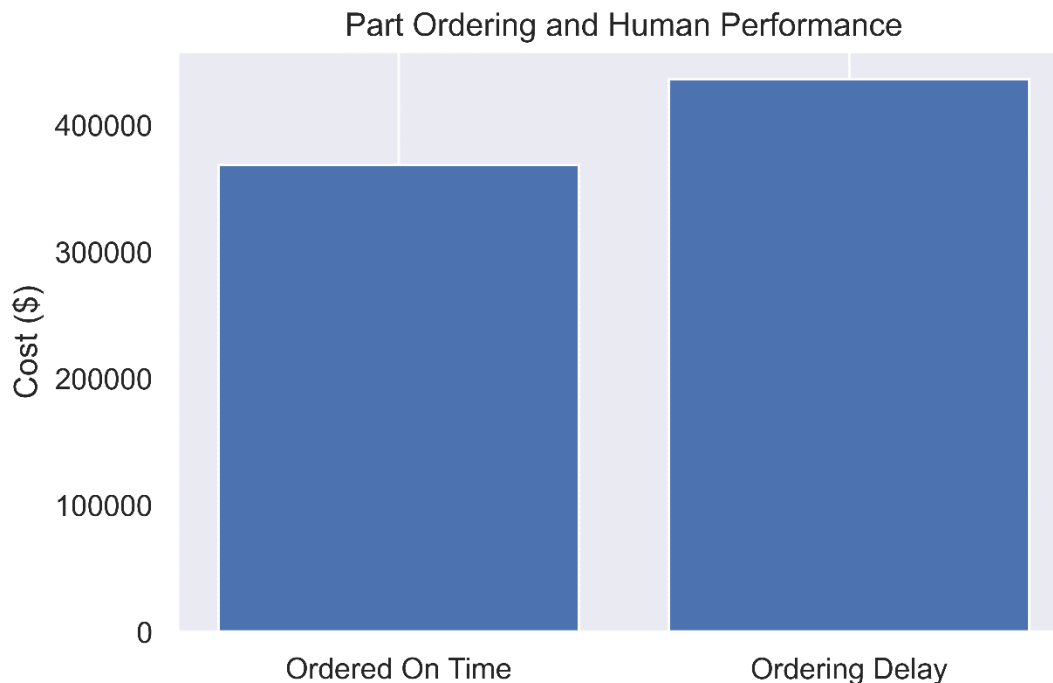 Part Ordering and Human Performance
Cost ($)
400000
300000
200000
100000
0
Ordered On Time
Ordering Delay